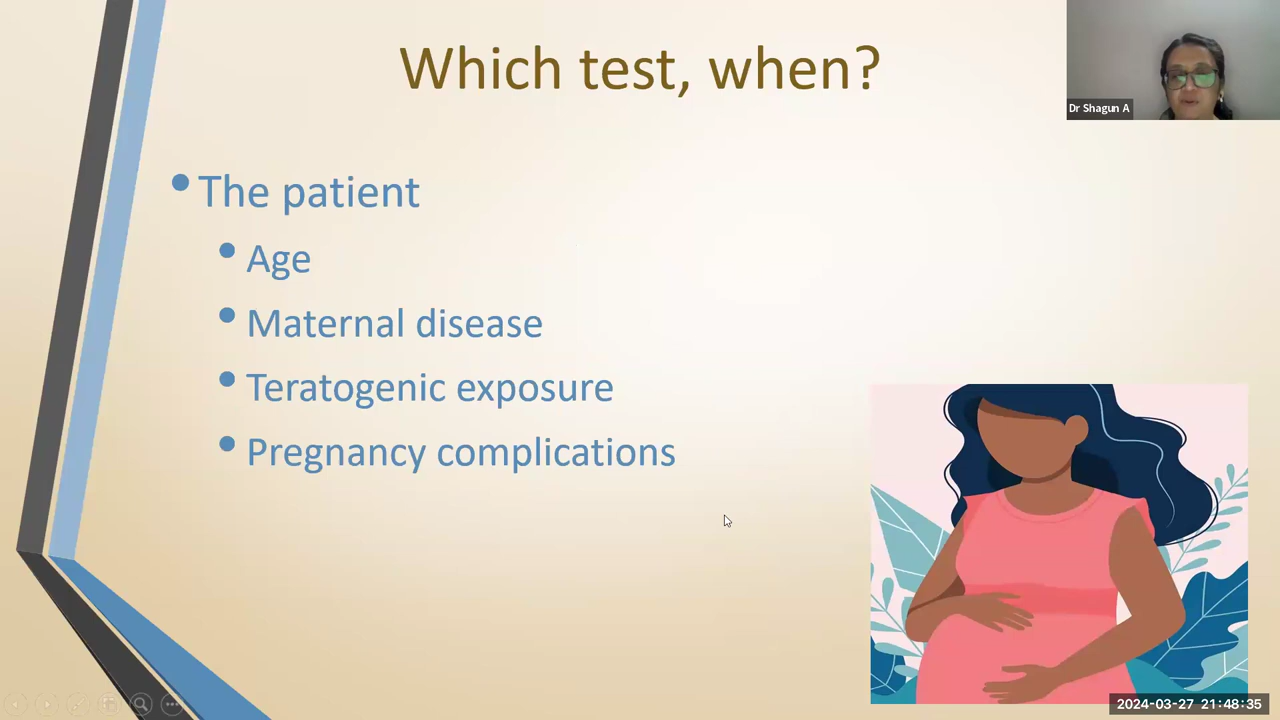 Which test, when?
Dr Shagun A
• The patient
• Age
• Maternal disease
• Teratogenic exposure
• Pregnancy complications
2024-03-27 21:48:35